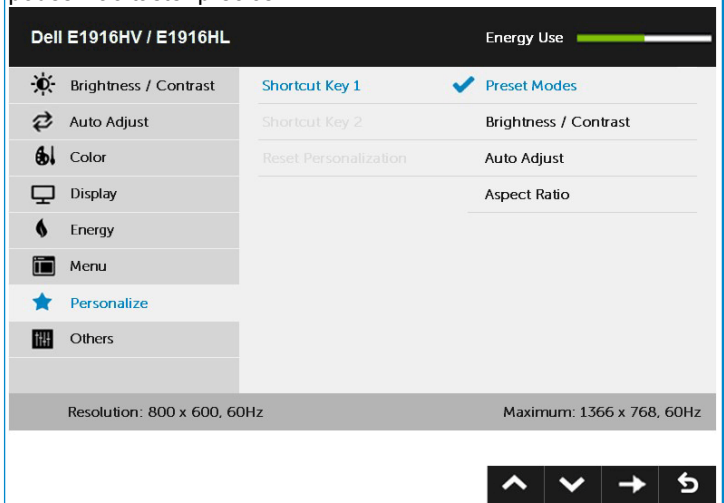 Dell E1916HV / E1916HL
Energy Use
Brightness / Contrast
Shortcut Key 1
Preset Modes
Auto Adjust
Shortcut Key 2
Brightness / Contrast
Color
Reset Personalization
Auto Adjust
Display
Aspect Ratio
Energy
Menu
Personalize
Others
Resolution: 800 x 600, 60Hz
Maximum: 1366 x 768, 60Hz